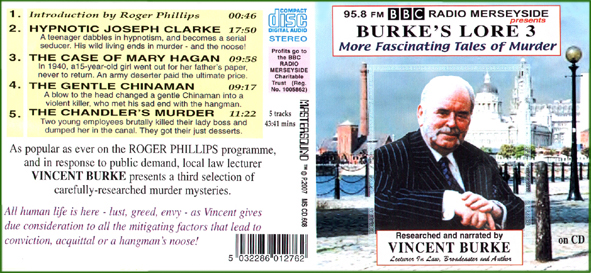 1. Introduction by Roger Phillips 00:46
2. HYPNOTIC JOSEPH CLARKE 17:50
A teenager dabbles in hypnotism, and becomes a serial
seducer. His wild living ends in murder - and the noose!
3. THE CASE OF MARY HAGAN 09:58
In 1940, a15-year-old girl went out for her father's paper,
never to return. An army deserter paid the ultimate price.
4. THE GENTLE CHINAMAN 09:17
A blow to the head changed a gentle Chinaman into a
violent killer, who met his sad end with the hangman.
5. THE CHANDLER'S MURDER 11:22
Two young employees brutally killed their lady boss and
dumped her in the canal. They got their just desserts.
As popular as ever on the ROGER PHILLIPS programme,
and in response to public demand, local law lecturer
VINCENT BURKE presents a third selection of
carefully-researched murder mysteries.
All human life is here - lust, greed, envy - as Vincent gives
due consideration to all the mitigating factors that lead to
conviction, acquittal or a hangman's noose!
COMPACT
disc
DIGITAL AUDIO
STEREO
Profits go to
the BBC
RADIO
MERSEYSIDE
Charitable
Trust (Reg.
No. 1005862)
5 tracks
43:41 mins
5 032286 012762
MASTERSOUND ™ © P.2007 MS CD 508
95.8 FM BBC RADIO MERSEYSIDE
presents
BURKE'S LORE 3
More Fascinating Tales of Murder
Researched and narrated by
VINCENT BURKE
Lecturer In Law, Broadcaster and Author
on CD